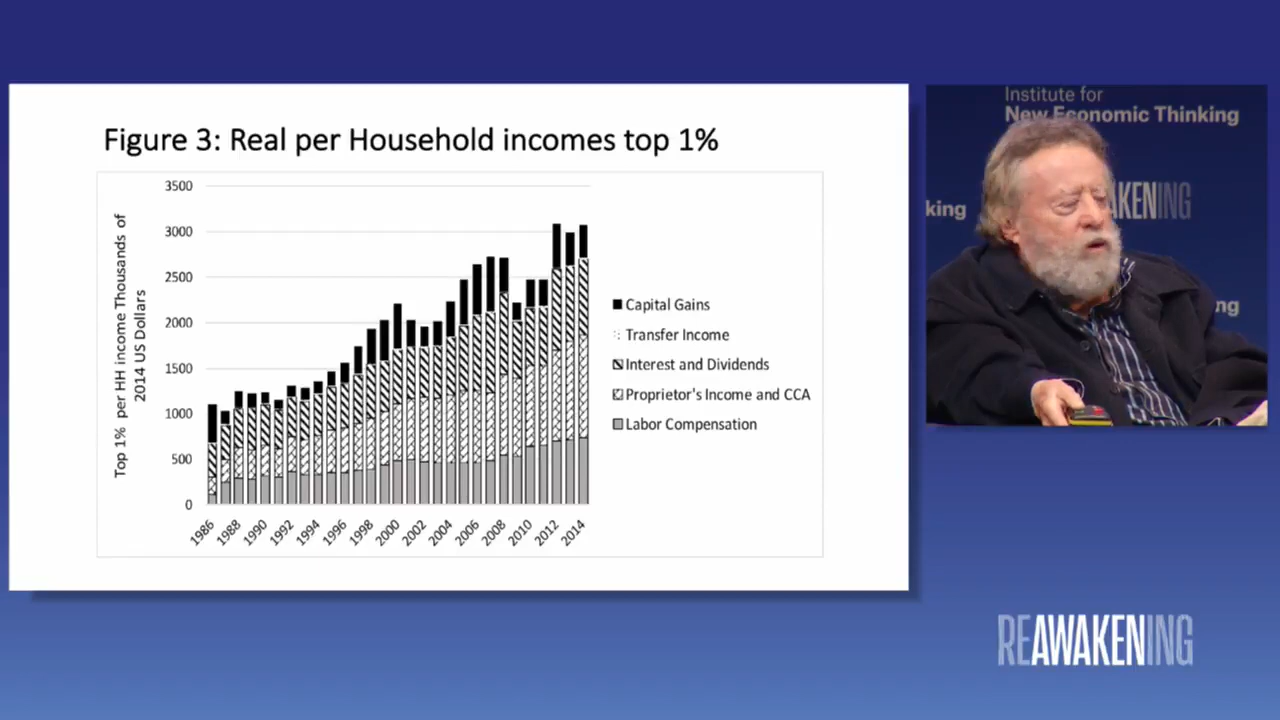 Figure 3: Real per Household incomes top 1%
Top 1% per HH income Thousands of
2014 US Dollars
3500
3000
2500
2000
1500
1000
500
0
1986
1988
1990
1992
1994
1996
1998
2000
2002
2004
2006
2008
2010
2012
2014
Capital Gains
Transfer Income
Interest and Dividends
Proprietor's Income and CCA
Labor Compensation
Institute for
New Economic Thinking
king
AKENING
ng
REAWAKENING